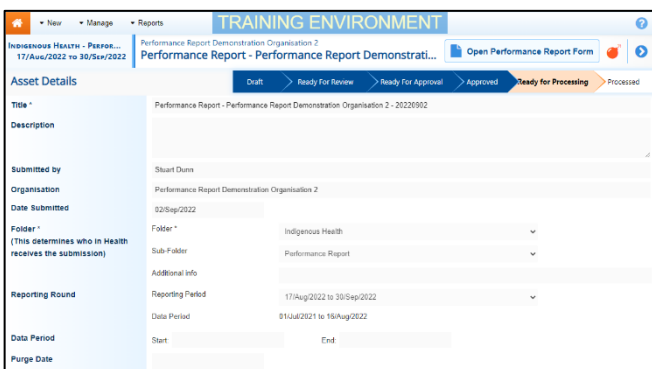 New Manage Reports TRAINING ENVIRONMENT ?
Indigenous Health - Perfor...
17/Aug/2022 to 30/Sep/2022
Performance Report Demonstration Organisation 2
Performance Report - Performance Report Demonstrati...
Open Performance Report Form
Asset Details
Draft Ready For Review Ready For Approval Approved Ready for Processing Processed
Title * Performance Report - Performance Report Demonstration Organisation 2 - 20220902
Description
Submitted by Stuart Dunn
Organisation Performance Report Demonstration Organisation 2
Date Submitted 02/Sep/2022
Folder * Folder * Indigenous Health
(This determines who in Health
receives the submission)
Sub-Folder Performance Report
Additional info
Reporting Round Reporting Period 17/Aug/2022 to 30/Sep/2022
Data Period 01/Jul/2021 to 16/Aug/2022
Data Period Start: End:
Purge Date